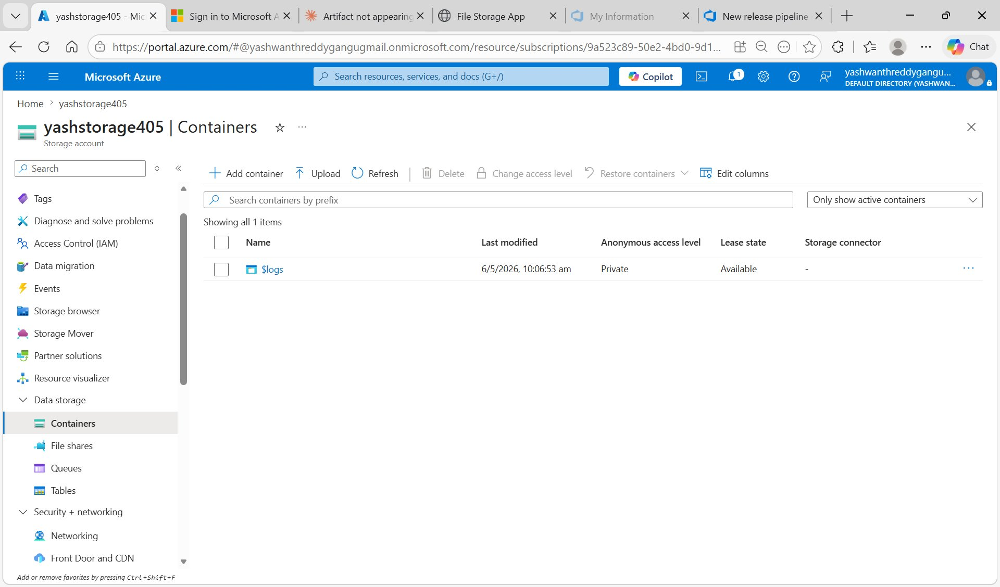 yashstorage405 - Mic
Sign in to Microsoft A
Artifact not appearing
File Storage App
My Information
New release pipeline
https://portal.azure.com/#@yashwanthreddygangugmail.onmicrosoft.com/resource/subscriptions/9a523c89-50e2-4bd0-9d1...
Chat
Microsoft Azure
Search resources, services, and docs (G+/)
Copilot
1
yashwanthreddygangu...
DEFAULT DIRECTORY (YASHWAN...
Home > yashstorage405
yashstorage405 | Containers
Storage account
Search
Add container
Upload
Refresh
Delete
Change access level
Restore containers
Edit columns
Search containers by prefix
Only show active containers
Showing all 1 items
Name
Last modified
Anonymous access level
Lease state
Storage connector
$logs
6/5/2026, 10:06:53 am
Private
Available
-
Tags
Diagnose and solve problems
Access Control (IAM)
Data migration
Events
Storage browser
Storage Mover
Partner solutions
Resource visualizer
Data storage
Containers
File shares
Queues
Tables
Security + networking
Networking
Front Door and CDN
Add or remove favorites by pressing Ctrl+Shift+F